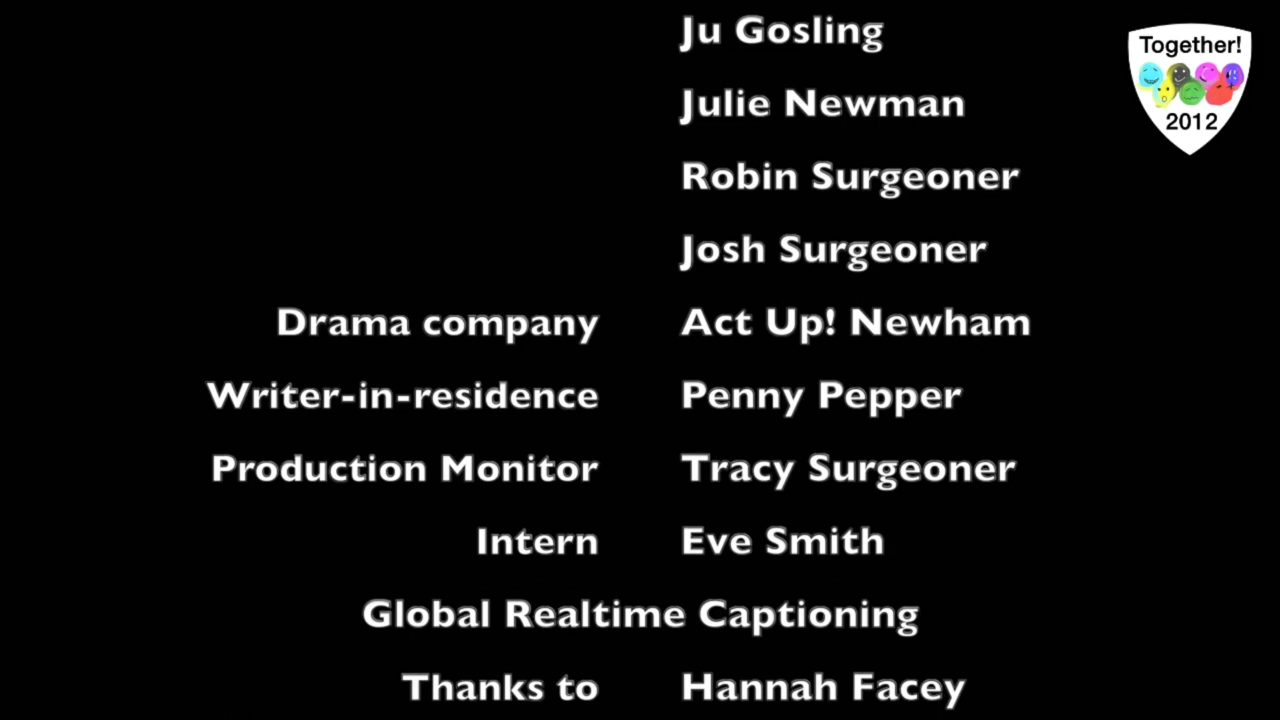 Ju Gosling
Together!
Julie Newman
2012
Robin Surgeoner
Josh Surgeoner
Drama company Act Up! Newham
Writer-in-residence Penny Pepper
Production Monitor Tracy Surgeoner
Intern Eve Smith
Global Realtime Captioning
Thanks to Hannah Facey